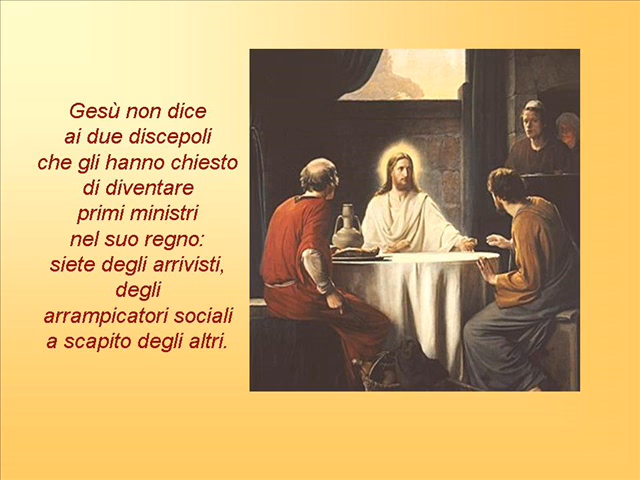 Gesù non dice
ai due discepoli
che gli hanno chiesto
di diventare
primi ministri
nel suo regno:
siete degli arrivisti,
degli
arrampicatori sociali
a scapito degli altri.